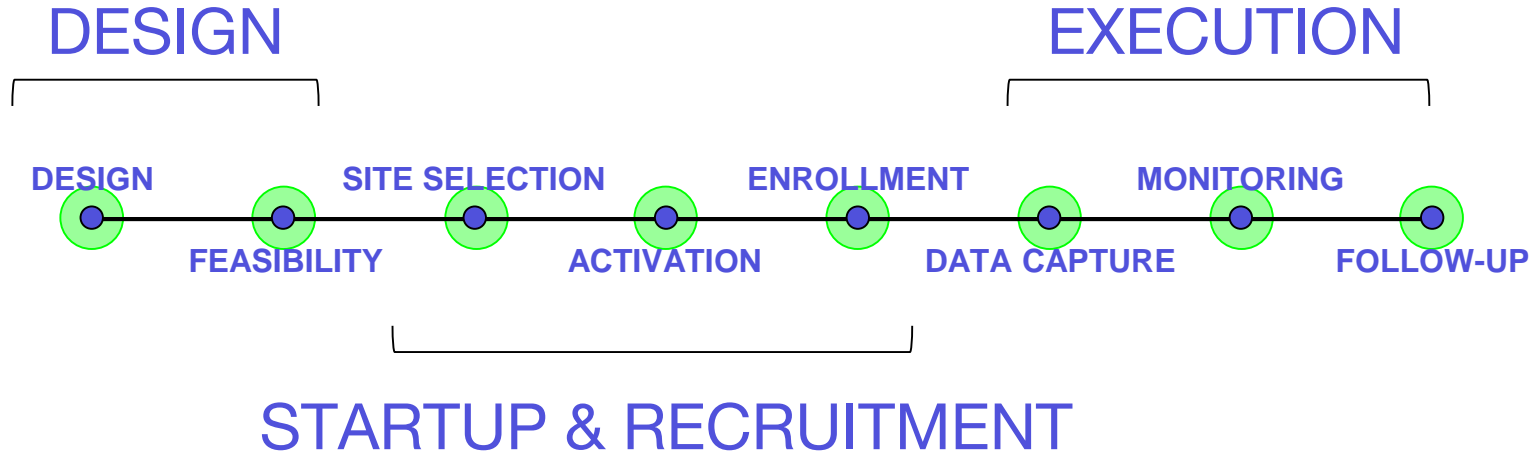 DESIGN
EXECUTION
DESIGN
SITE SELECTION
ENROLLMENT
MONITORING
FEASIBILITY
ACTIVATION
DATA CAPTURE
FOLLOW-UP
STARTUP & RECRUITMENT